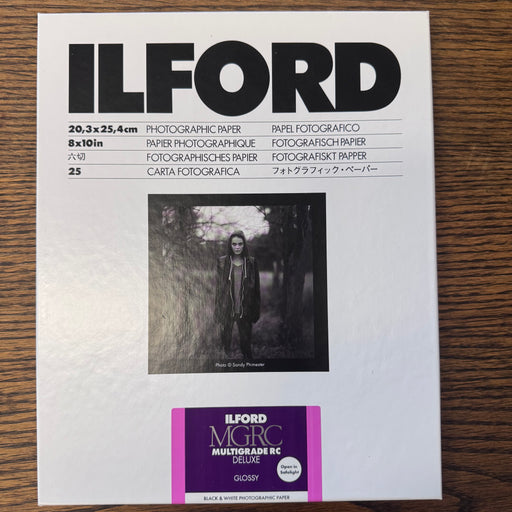 ILFORD
20,3x25,4cm PHOTOGRAPHIC PAPER PAPEL FOTOGRAFICO
8x10in PAPIER PHOTOGRAPHIQUE FOTOGRAFISCH PAPIER
六切 FOTOGRAFISCHES PAPIER FOTOGRAFISKT PAPPER
25 CARTA FOTOGRAFICA フォトグラフィック・ペーパー
Photo © Sandy Phimester
ILFORD
MGRC
MULTIGRADE RC
DELUXE
Open in
Safelight
GLOSSY
BLACK & WHITE PHOTOGRAPHIC PAPER